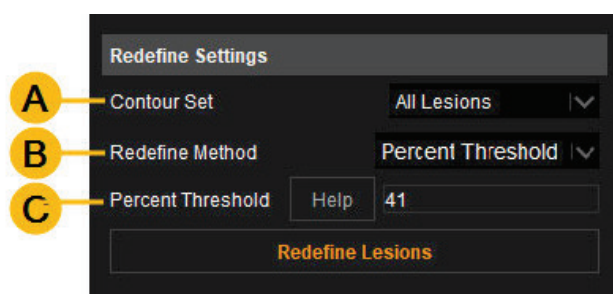 Redefine Settings
A Contour Set All Lesions
B Redefine Method Percent Threshold
C Percent Threshold Help 41
Redefine Lesions